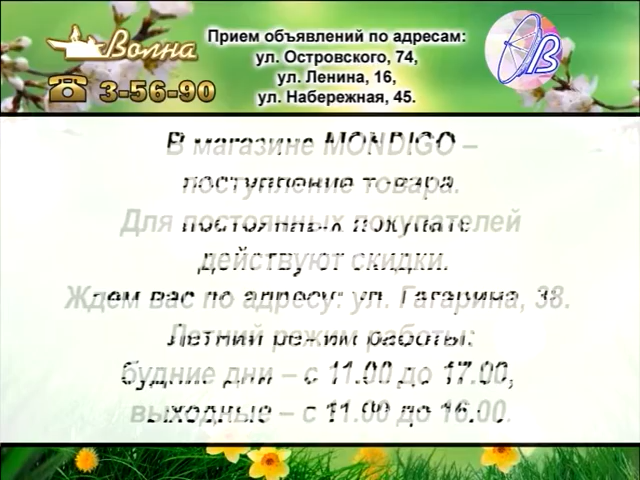 Волна
3-56-90
Прием объявлений по адресам:
ул. Островского, 74,
ул. Ленина, 16,
ул. Набережная, 45.
В
В магазине MONDIGO –
поступление товара.
Для постоянных покупателей
действуют скидки.
Ждем вас по адресу: ул. Гагарина, 38.
Летний режим работы:
будние дни – с 11.00 до 17.00,
выходные – с 11.00 до 16.00.